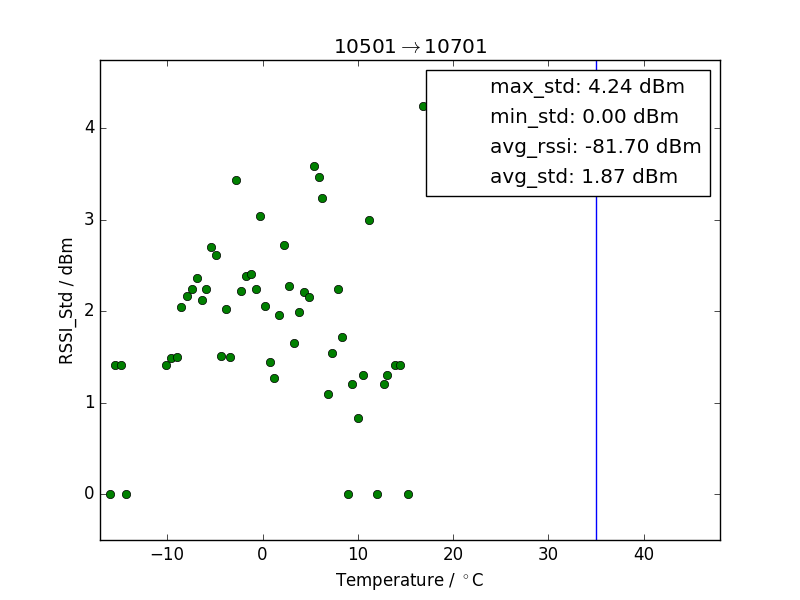 10501→10701
max_std: 4.24 dBm
min_std: 0.00 dBm
avg_rssi: -81.70 dBm
avg_std: 1.87 dBm
4
3
2
1
0
RSSI_Std / dBm
−10 0 10 20 30 40
Temperature / °C